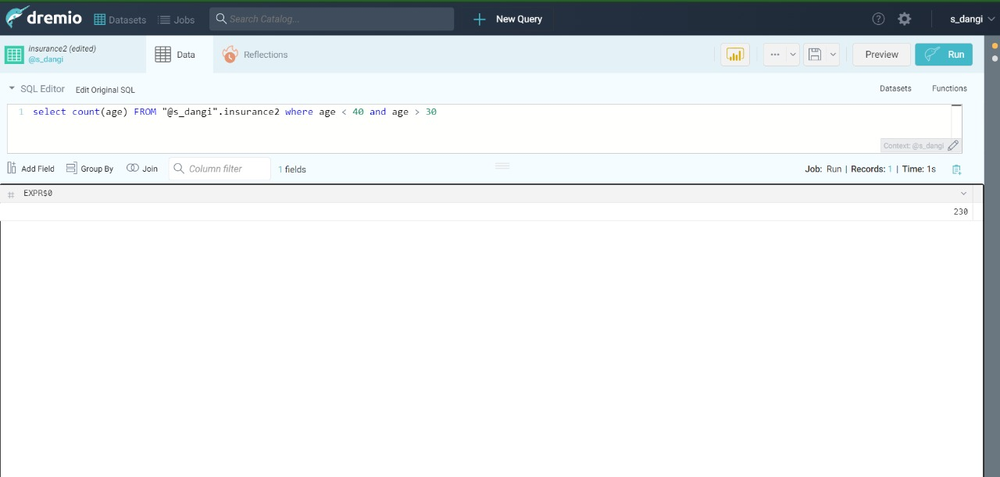 dremio Datasets Jobs Search Catalog... New Query ? s_dangi
insurance2 (edited)
@s_dangi
Data Reflections ... Preview Run
SQL Editor Edit Original SQL Datasets Functions
1 select count(age) FROM "@s_dangi".insurance2 where age < 40 and age > 30
Context: @s_dangi
Add Field Group By Join Column filter 1 fields Job: Run | Records: 1 | Time: 1s
# EXPR$0
230